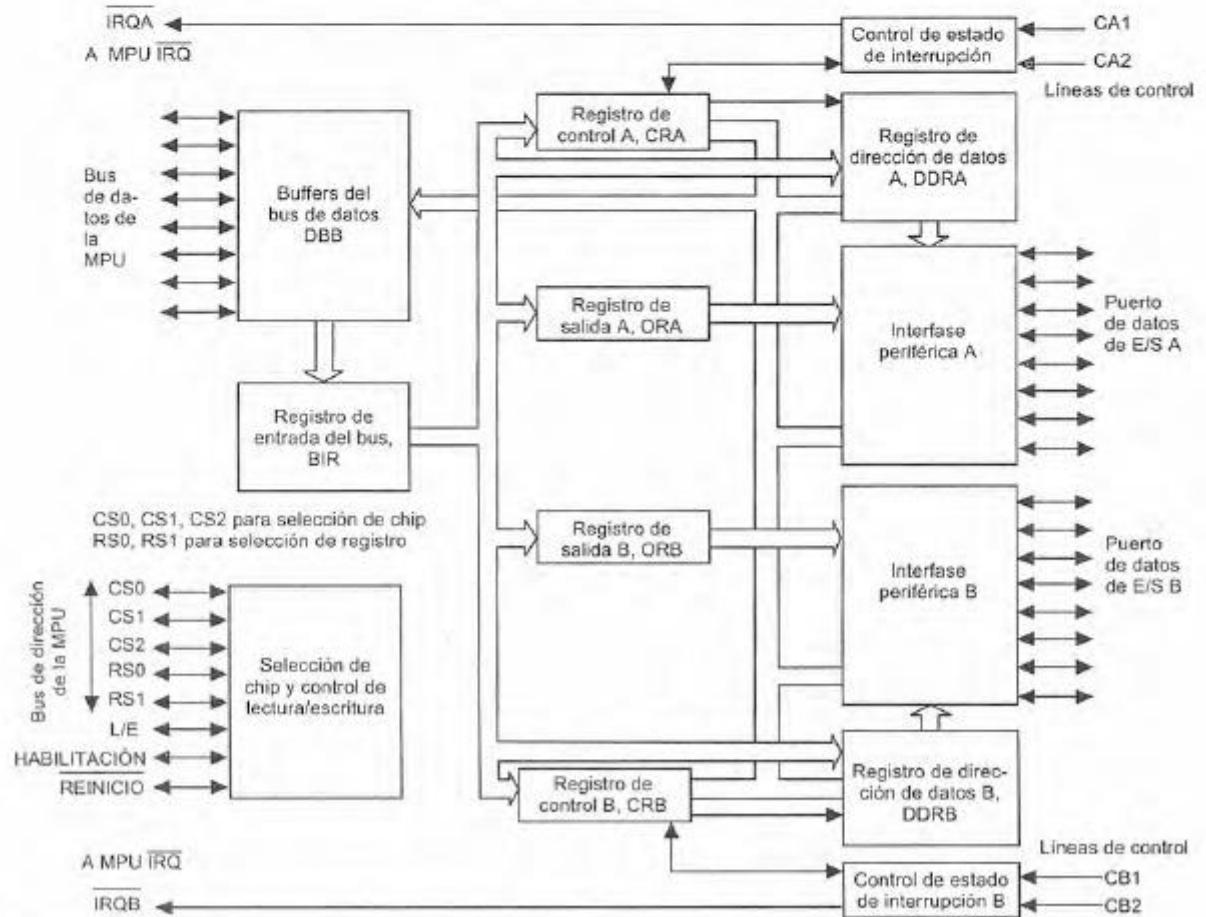 IRQA
A MPU IRQ
Control de estado
de interrupción
CA1
CA2
Líneas de control
Registro de
control A, CRA
Registro de
dirección de datos
A, DDRA
Bus
de da-
tos de
la
MPU
Buffers del
bus de datos
DBB
Registro de
salida A, ORA
Interfase
periférica A
Puerto
de datos
de E/S A
Registro de
entrada del bus,
BIR
CS0, CS1, CS2 para selección de chip
RS0, RS1 para selección de registro
Registro de
salida B, ORB
Interfase
periférica B
Puerto
de datos
de E/S B
Bus de dirección
de la MPU
CS0
CS1
CS2
RS0
RS1
L/E
HABILITACIÓN
REINICIO
Selección de
chip y control de
lectura/escritura
Registro de
control B, CRB
Registro de direc-
ción de datos B,
DDRB
Líneas de control
A MPU IRQ
IRQB
Control de estado
de interrupción B
CB1
CB2